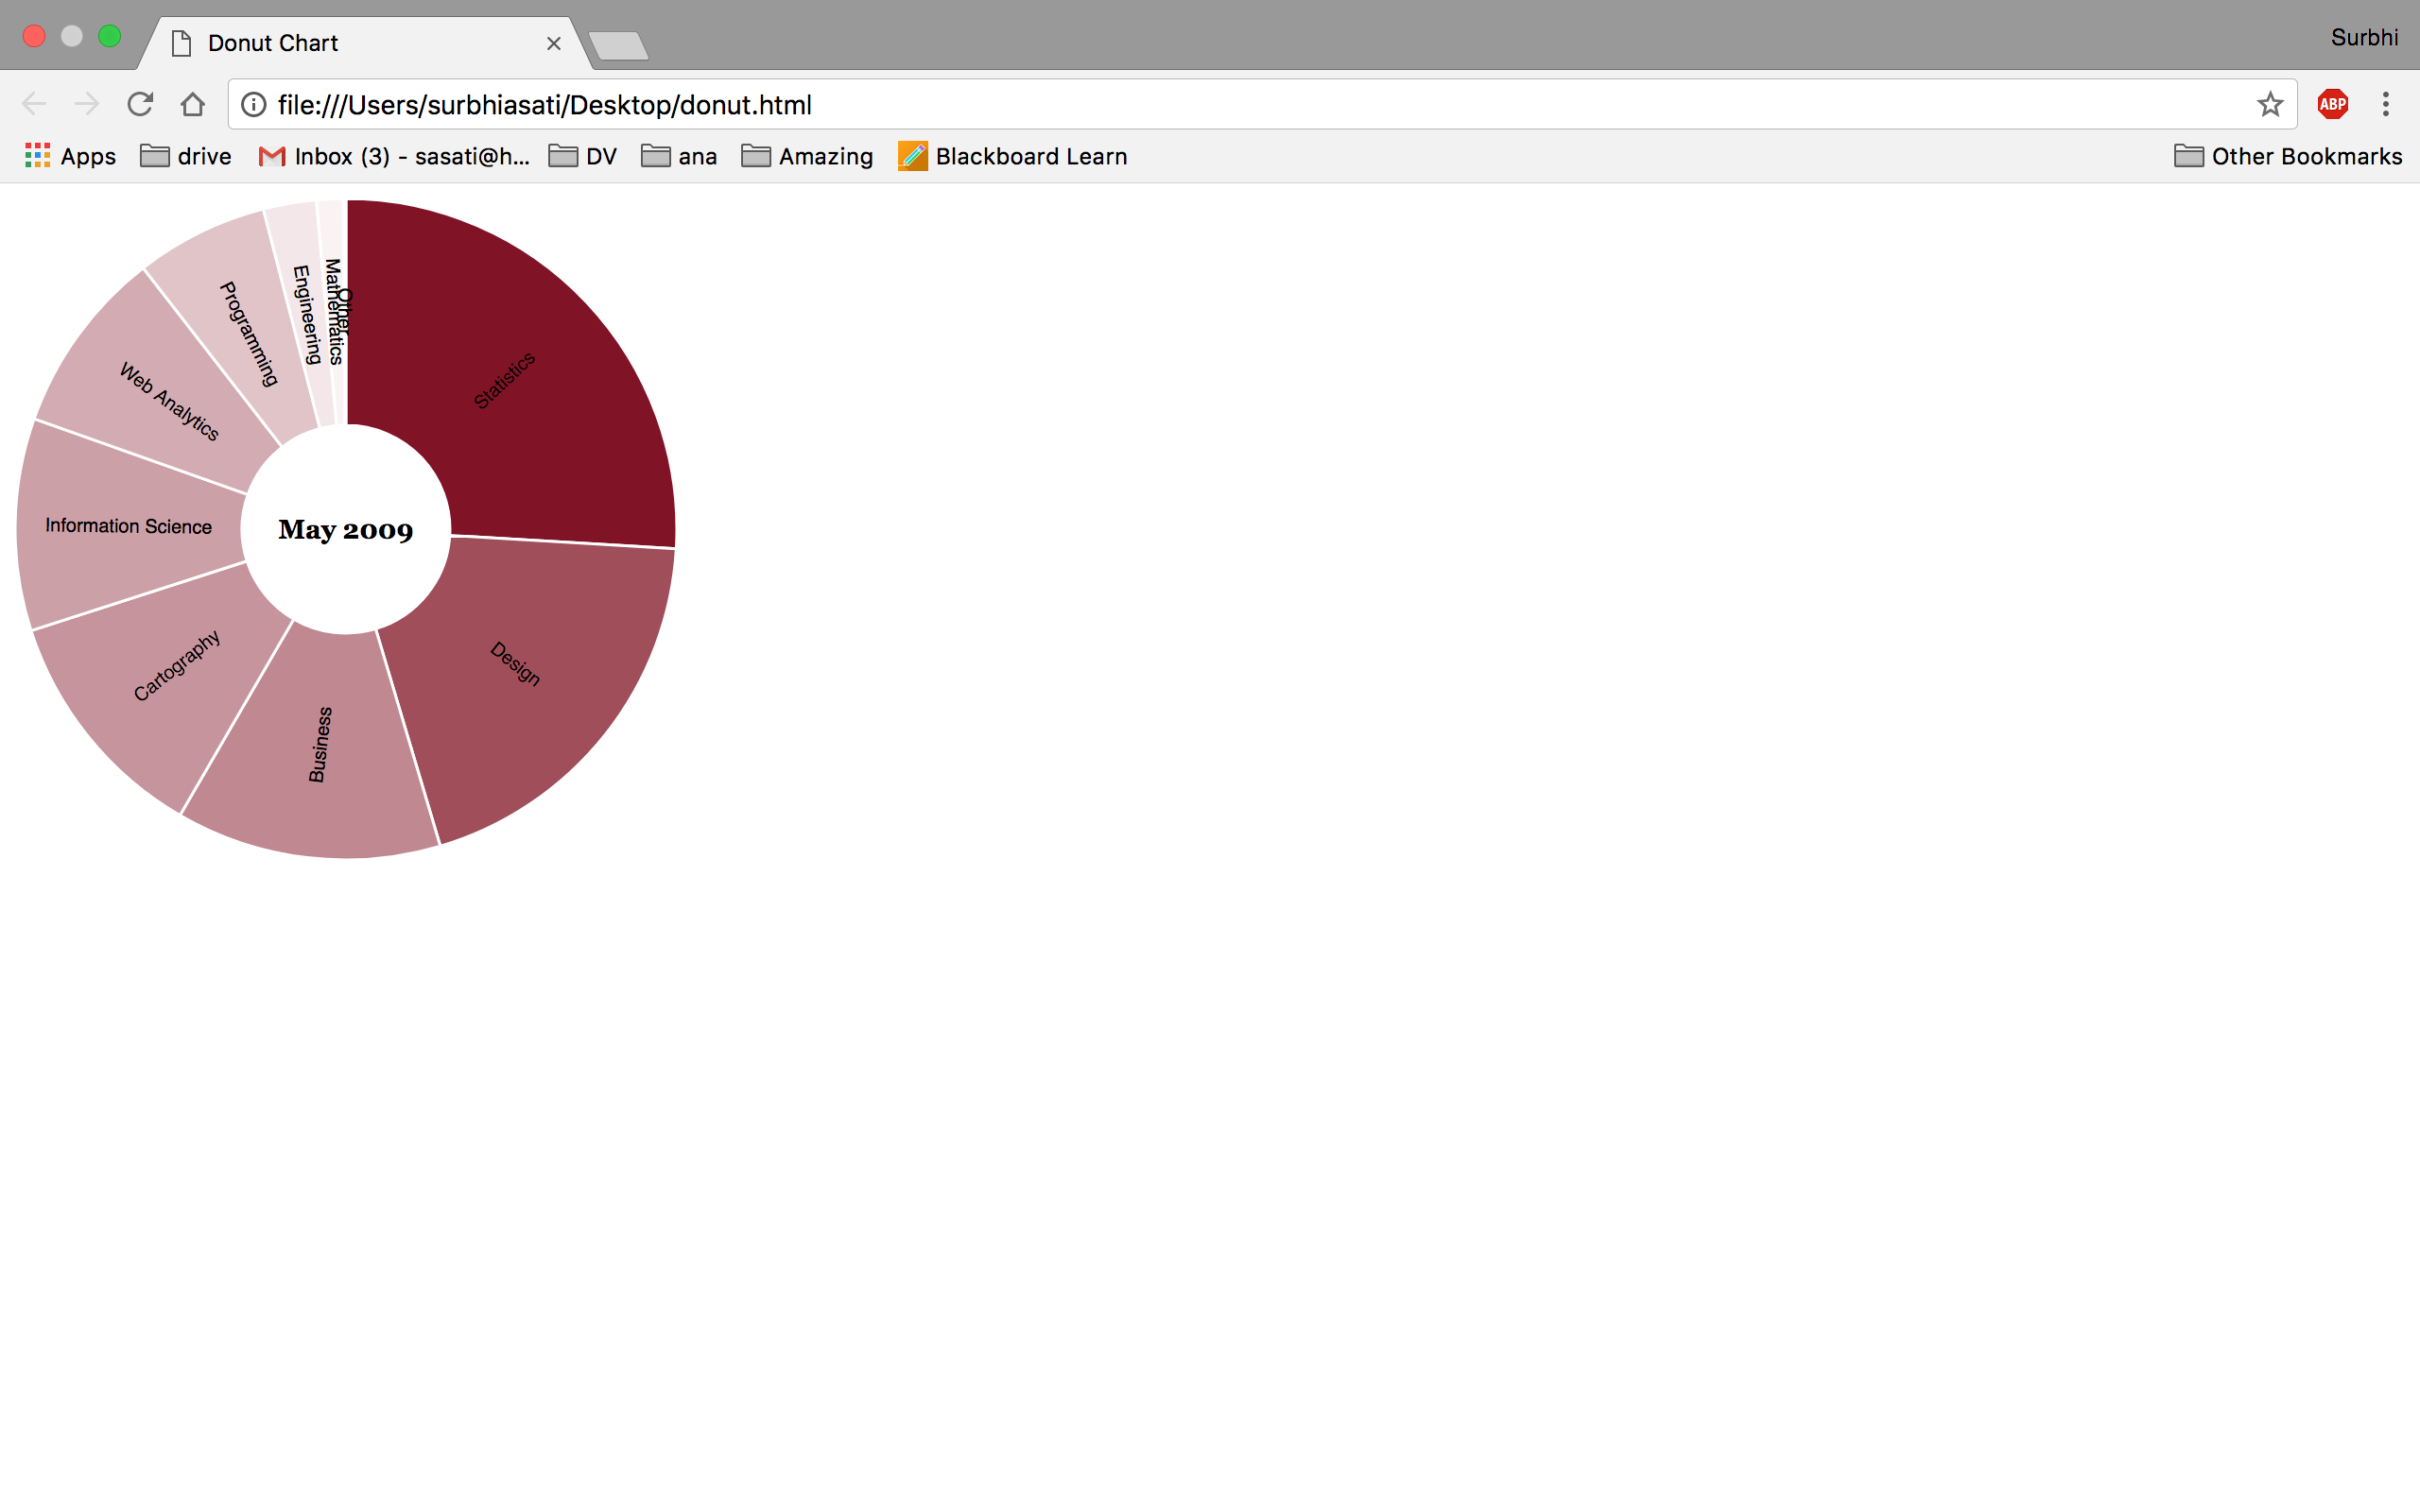 Donut Chart
Surbhi
file:///Users/surbhiasati/Desktop/donut.html
ABP
Apps drive Inbox (3) - sasati@h... DV ana Amazing Blackboard Learn Other Bookmarks
Statistics
Design
Business
Cartography
Information Science
Web Analytics
Programming
Engineering
Mathematics
Other
May 2009